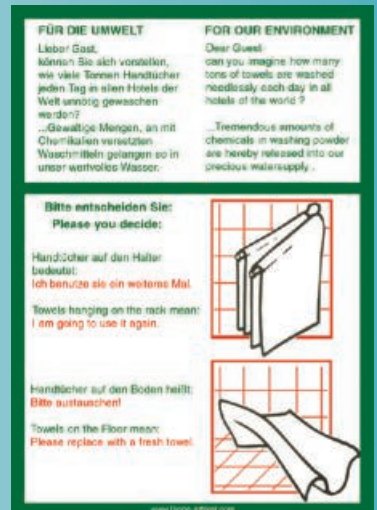 FÜR DIE UMWELT
Lieber Gast,
können Sie sich vorstellen,
wie viele Tonnen Handtücher
jeden Tag in allen Hotels der
Welt unnötig gewaschen
werden?
...Gewaltige Mengen, an mit
Chemikalien versetzten
Waschmitteln gelangen so in
unser wertvolles Wasser.
FOR OUR ENVIRONMENT
Dear Guest
can you imagine how many
tons of towels are washed
needlessly each day in all
hotels of the world ?
...Tremendous amounts of
chemicals in washing powder
are hereby released into our
precious watersupply .
Bitte entscheiden Sie:
Please you decide:
Handtücher auf den Halter
bedeutet:
Ich benutze sie ein weiteres Mal.
Towels hanging on the rack mean:
I am going to use it again.
Handtücher auf den Boden heißt:
Bitte austauschen!
Towels on the Floor mean:
Please replace with a fresh towel.